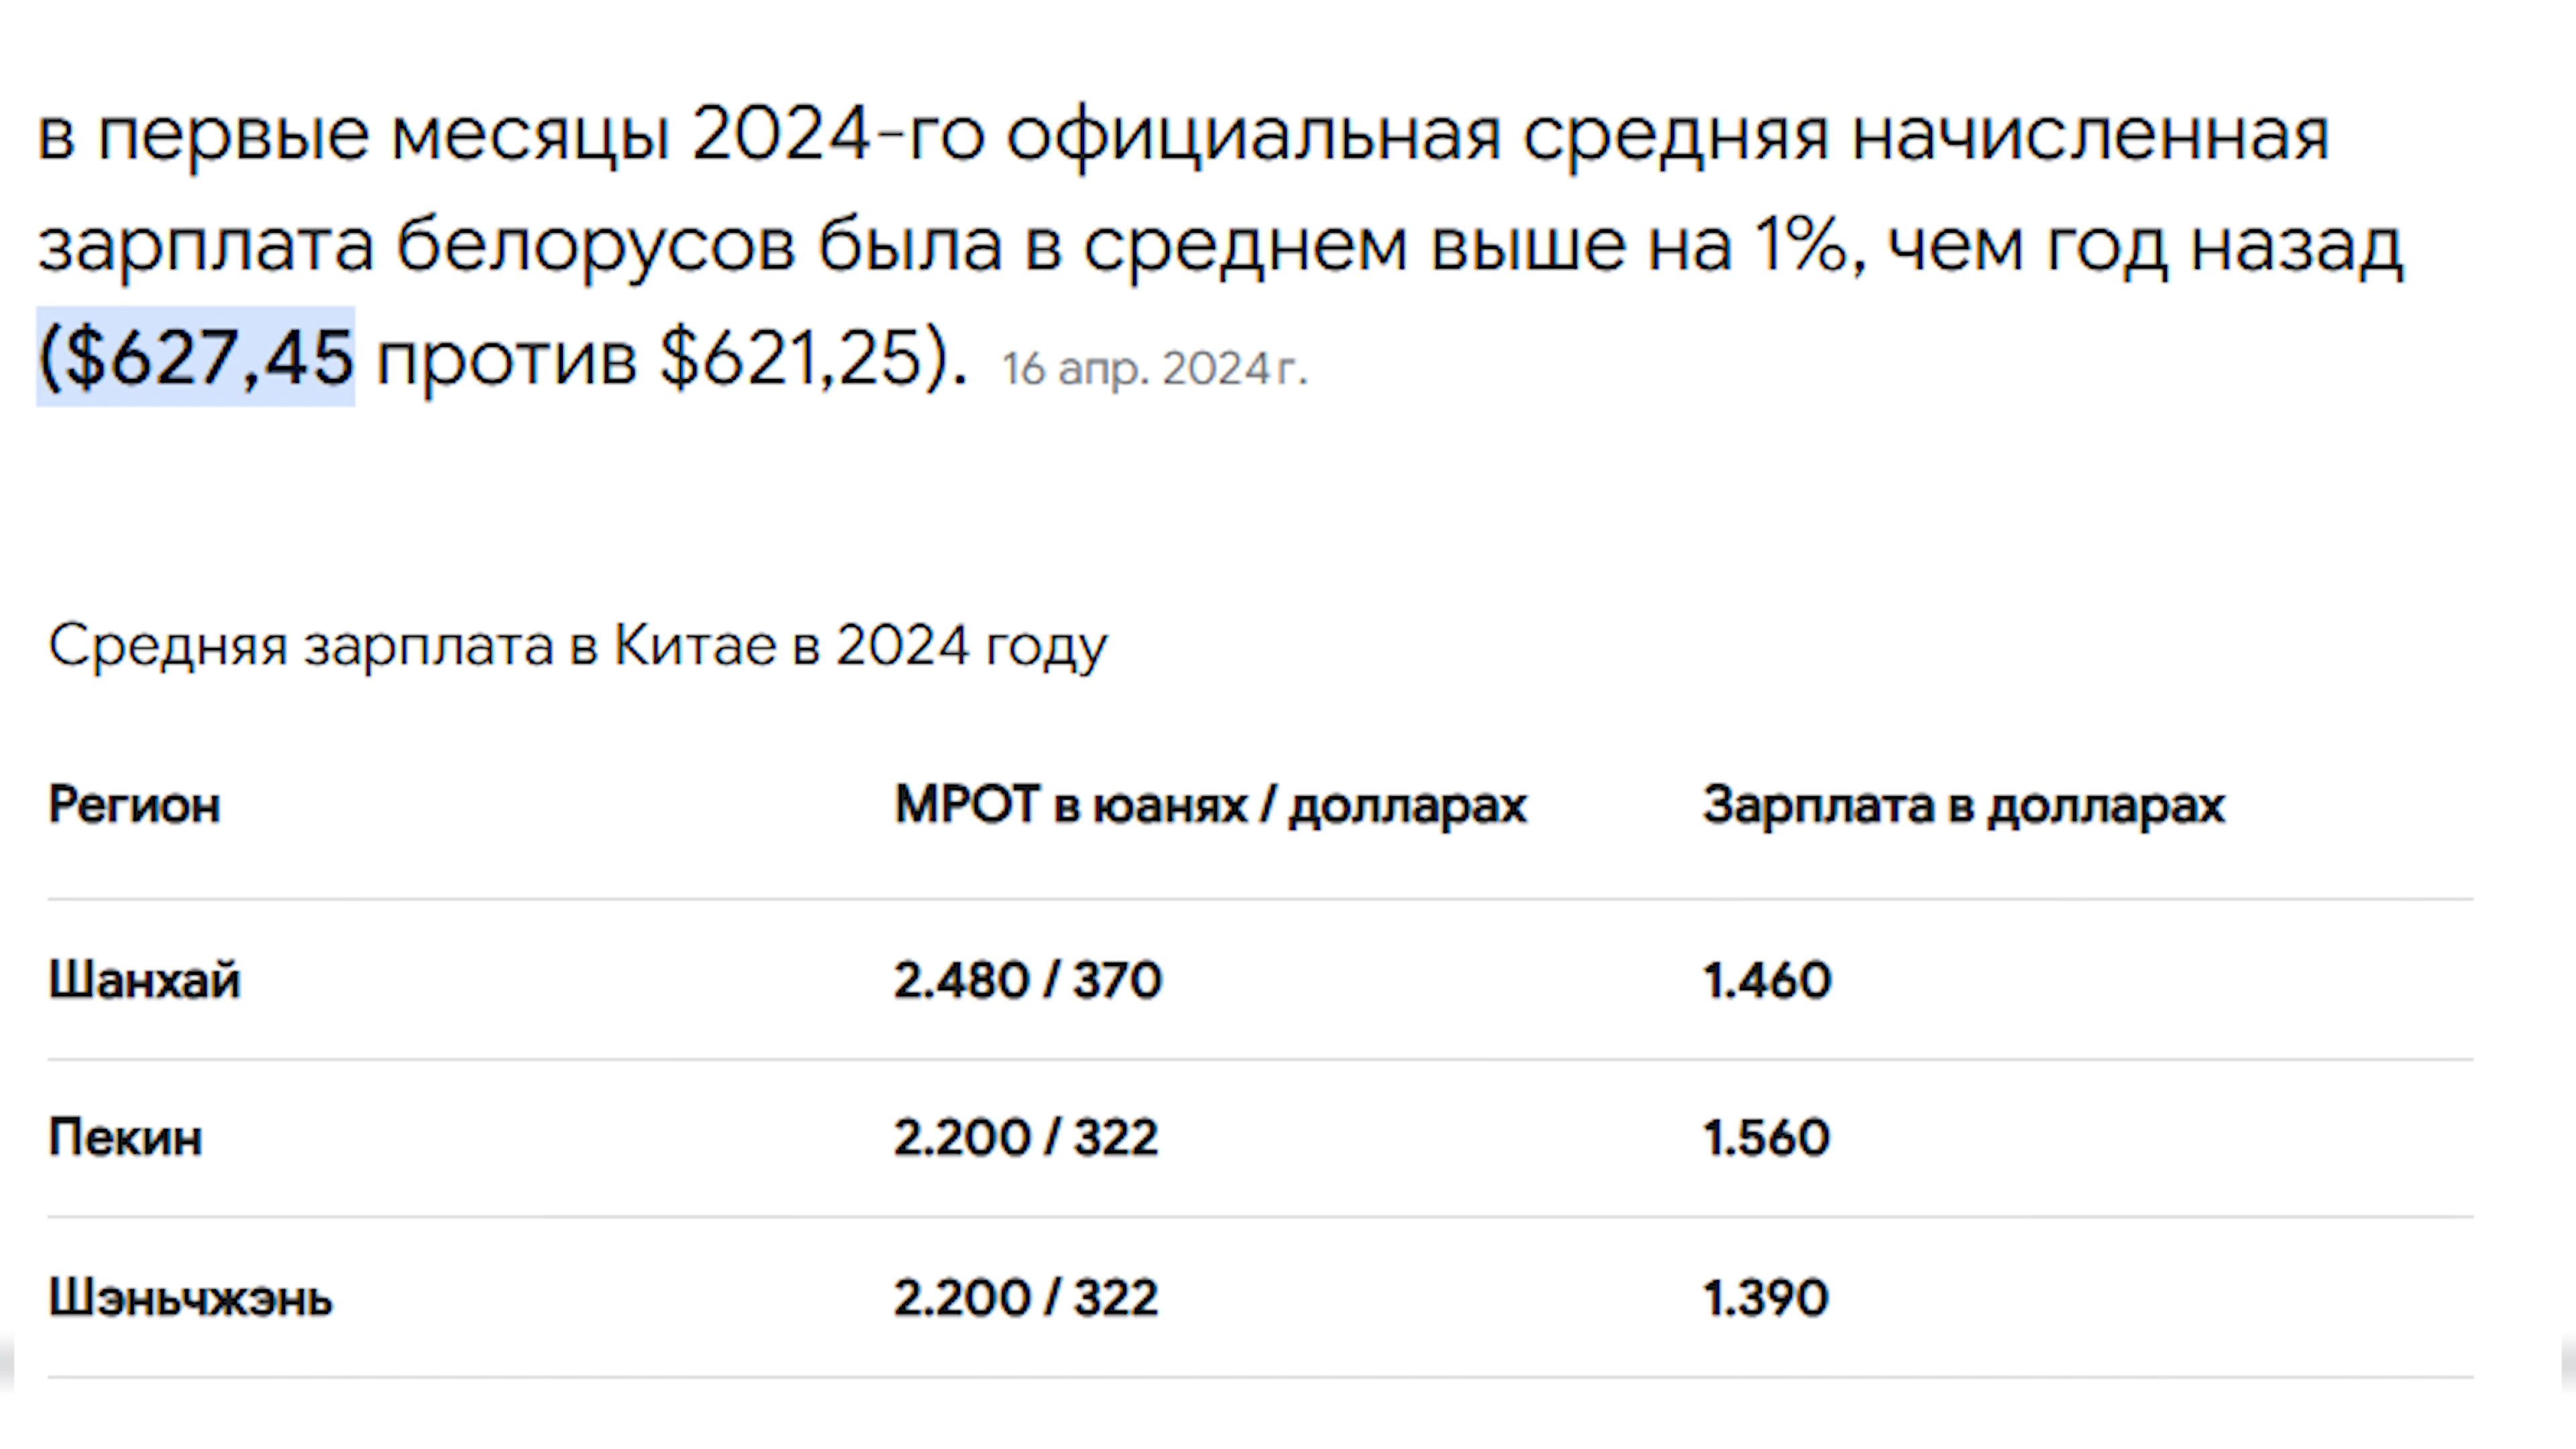 в первые месяцы 2024-го официальная средняя начисленная
зарплата белорусов была в среднем выше на 1%, чем год назад
($627,45 против $621,25). 16 апр. 2024 г.
Средняя зарплата в Китае в 2024 году
Регион МРОТ в юанях / долларах Зарплата в долларах
Шанхай 2.480 / 370 1.460
Пекин 2.200 / 322 1.560
Шэньчжэнь 2.200 / 322 1.390